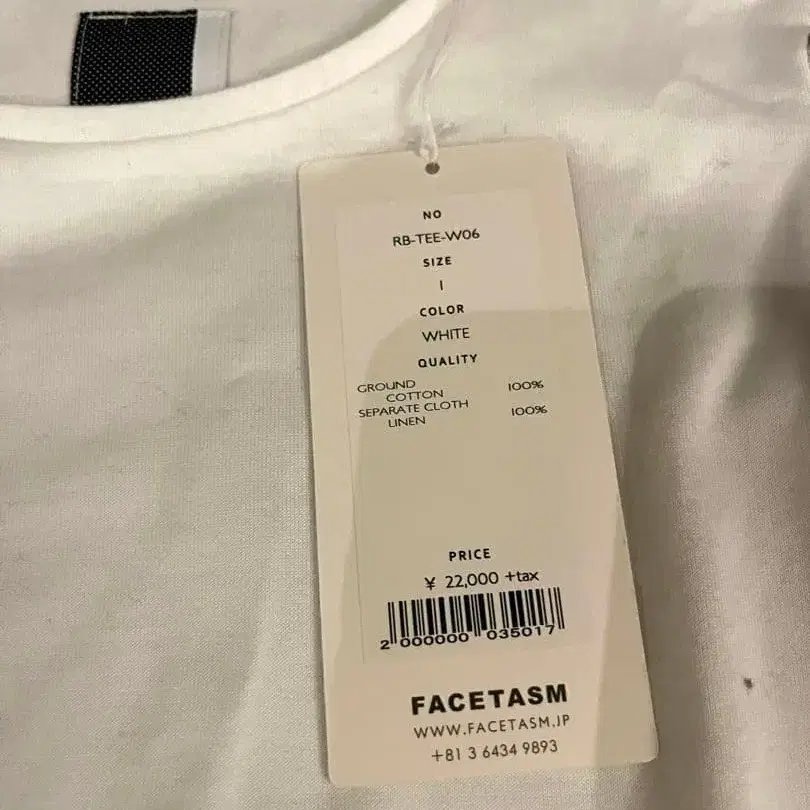 NO
RB-TEE-W06
SIZE
1
COLOR
WHITE
QUALITY
GROUND
COTTON 100%
SEPARATE CLOTH
LINEN 100%
PRICE
¥ 22,000 +tax
2 000000 035017
FACETASM
WWW.FACETASM.JP
+81 3 6434 9893